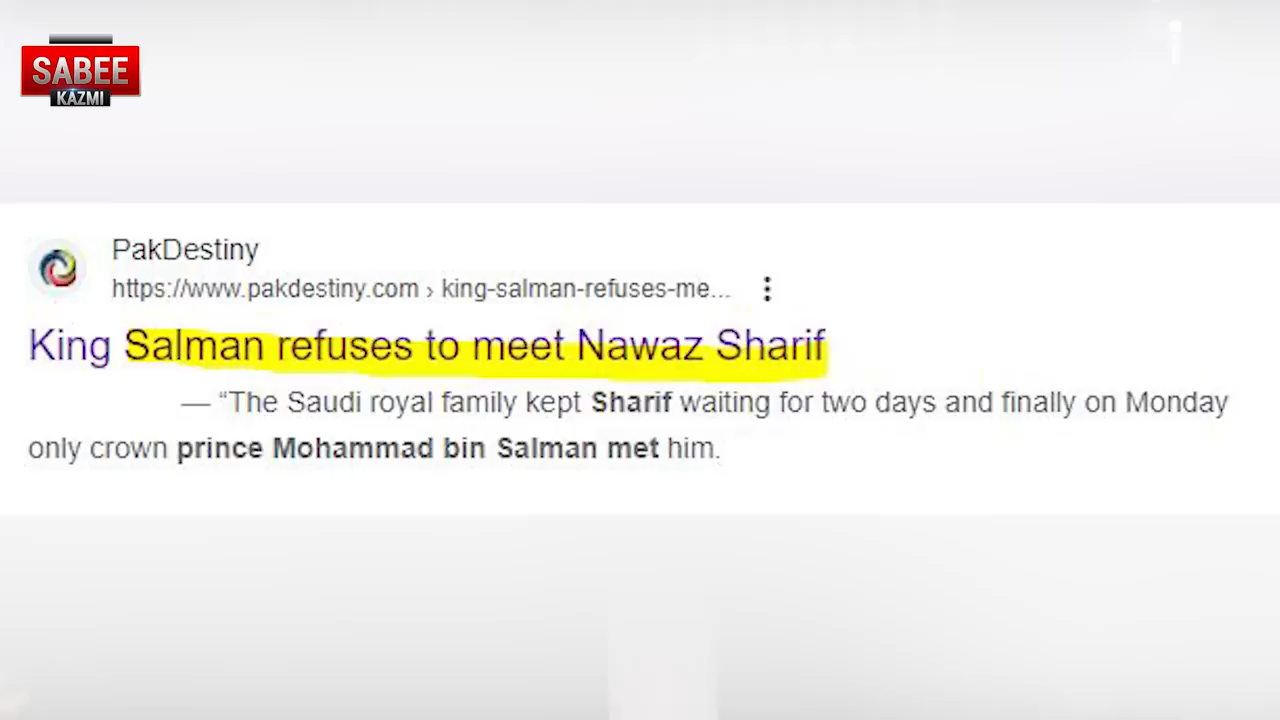 SABEE
KAZMI
PakDestiny
https://www.pakdestiny.com › king-salman-refuses-me...
King Salman refuses to meet Nawaz Sharif
— “The Saudi royal family kept Sharif waiting for two days and finally on Monday
only crown prince Mohammad bin Salman met him.